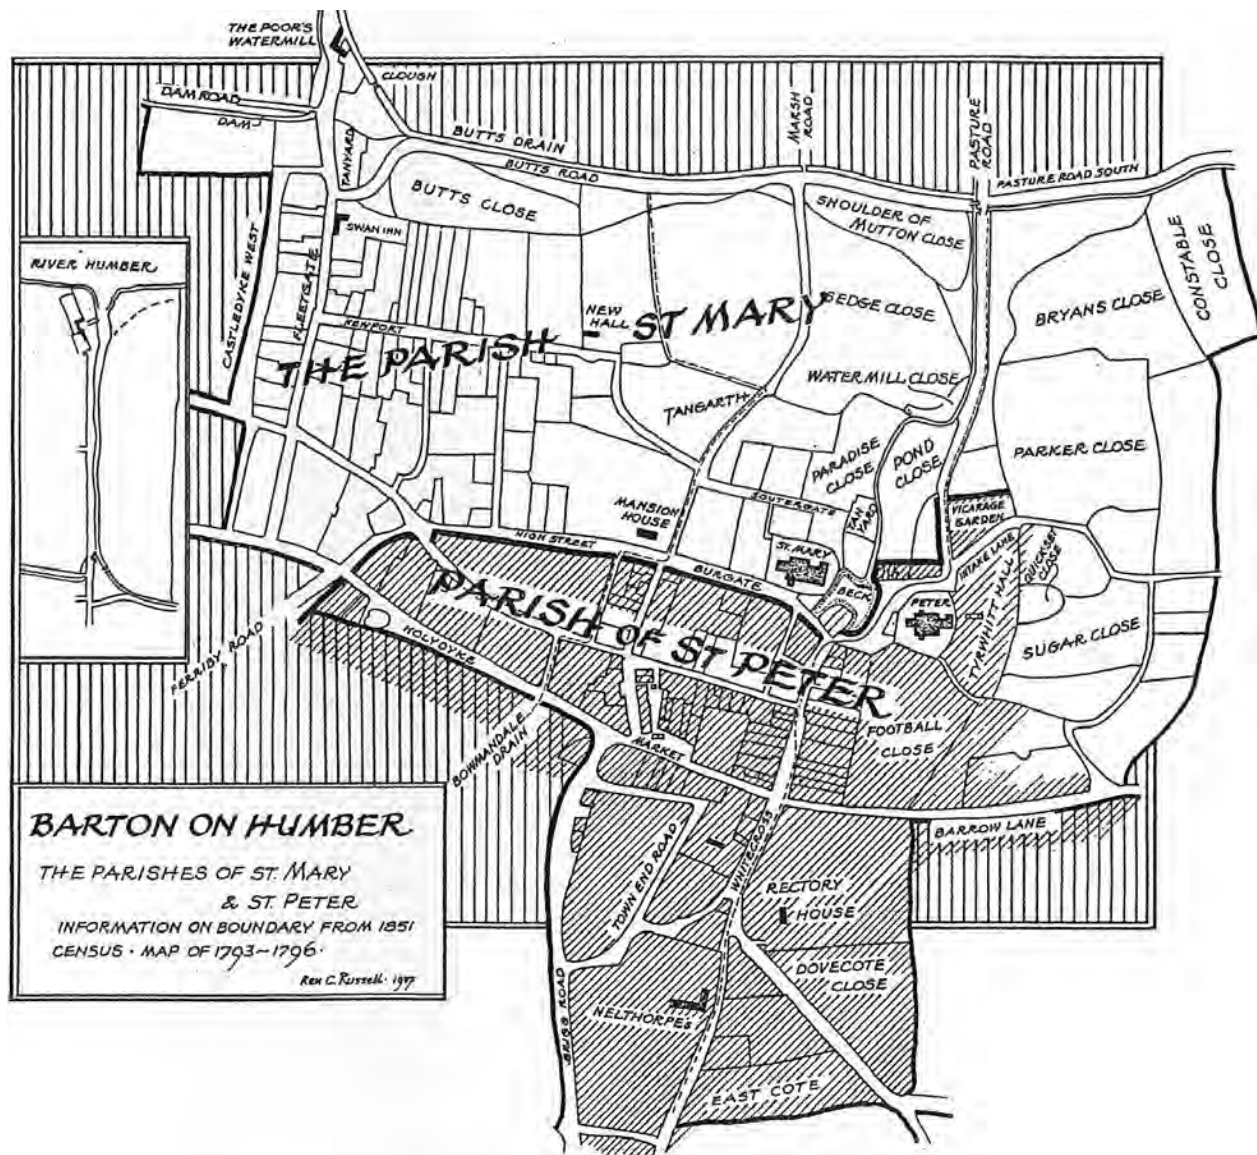 THE POOR'S
WATERMILL
CLOUGH
DAM ROAD
DAM
TANYARD
BUTTS DRAIN
BUTTS ROAD
MARSH
ROAD
PASTURE
ROAD
PASTURE ROAD SOUTH
BUTTS CLOSE
SHOULDER OF
MUTTON CLOSE
CONSTABLE
CLOSE
SWAN INN
CASTLEDYKE WEST
FLEETGATE
RIVER HUMBER
NEW
HALL
SEDGE CLOSE
BRYANS CLOSE
THE PARISH ST MARY
WATER MILL CLOSE
TANGARTH
PARADISE
CLOSE
POND
CLOSE
PARKER CLOSE
MANSION
HOUSE
SOUTERGATE
TAN
YARD
VICARAGE
GARDEN
HIGH STREET
ST. MARY
BURGATE
BECK
INTAKE LANE
CLOSE
PETER
TYRWHITT HALL
SUGAR CLOSE
PARISH OF ST PETER
FERRIBY ROAD
HOLYDYKE
BOWMANDALE
DRAIN
MARKET
FOOTBALL
CLOSE
BARROW LANE
TOWN END ROAD
WHITECROSS
RECTORY
HOUSE
DOVECOTE
CLOSE
NELTHORPES
BRIGG ROAD
EAST COTE
BARTON ON HUMBER
THE PARISHES OF ST. MARY
& ST. PETER
INFORMATION ON BOUNDARY FROM 1851
CENSUS · MAP OF 1793~1796 ·
Rex C. Russell ·